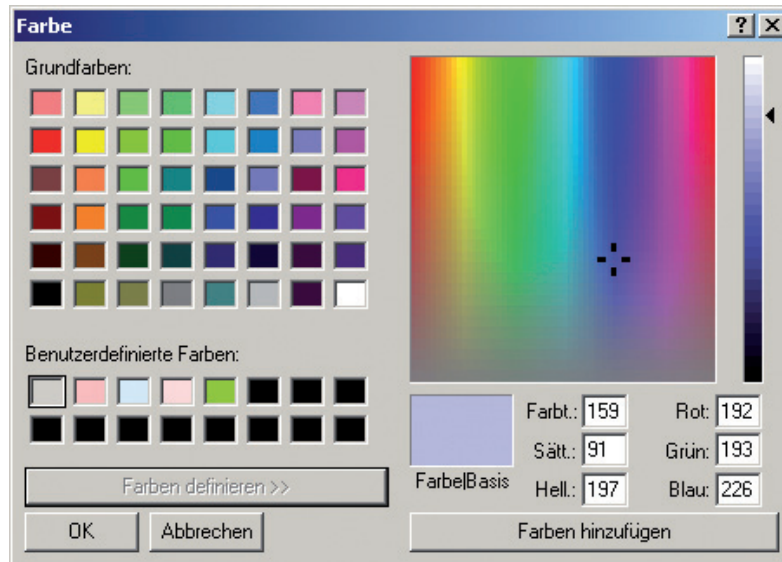 Farbe
Grundfarben:
Benutzerdefinierte Farben:
Farben definieren >>
OK Abbrechen
Farbe|Basis
Farbt.: 159 Rot: 192
Sätt.: 91 Grün: 193
Hell.: 197 Blau: 226
Farben hinzufügen